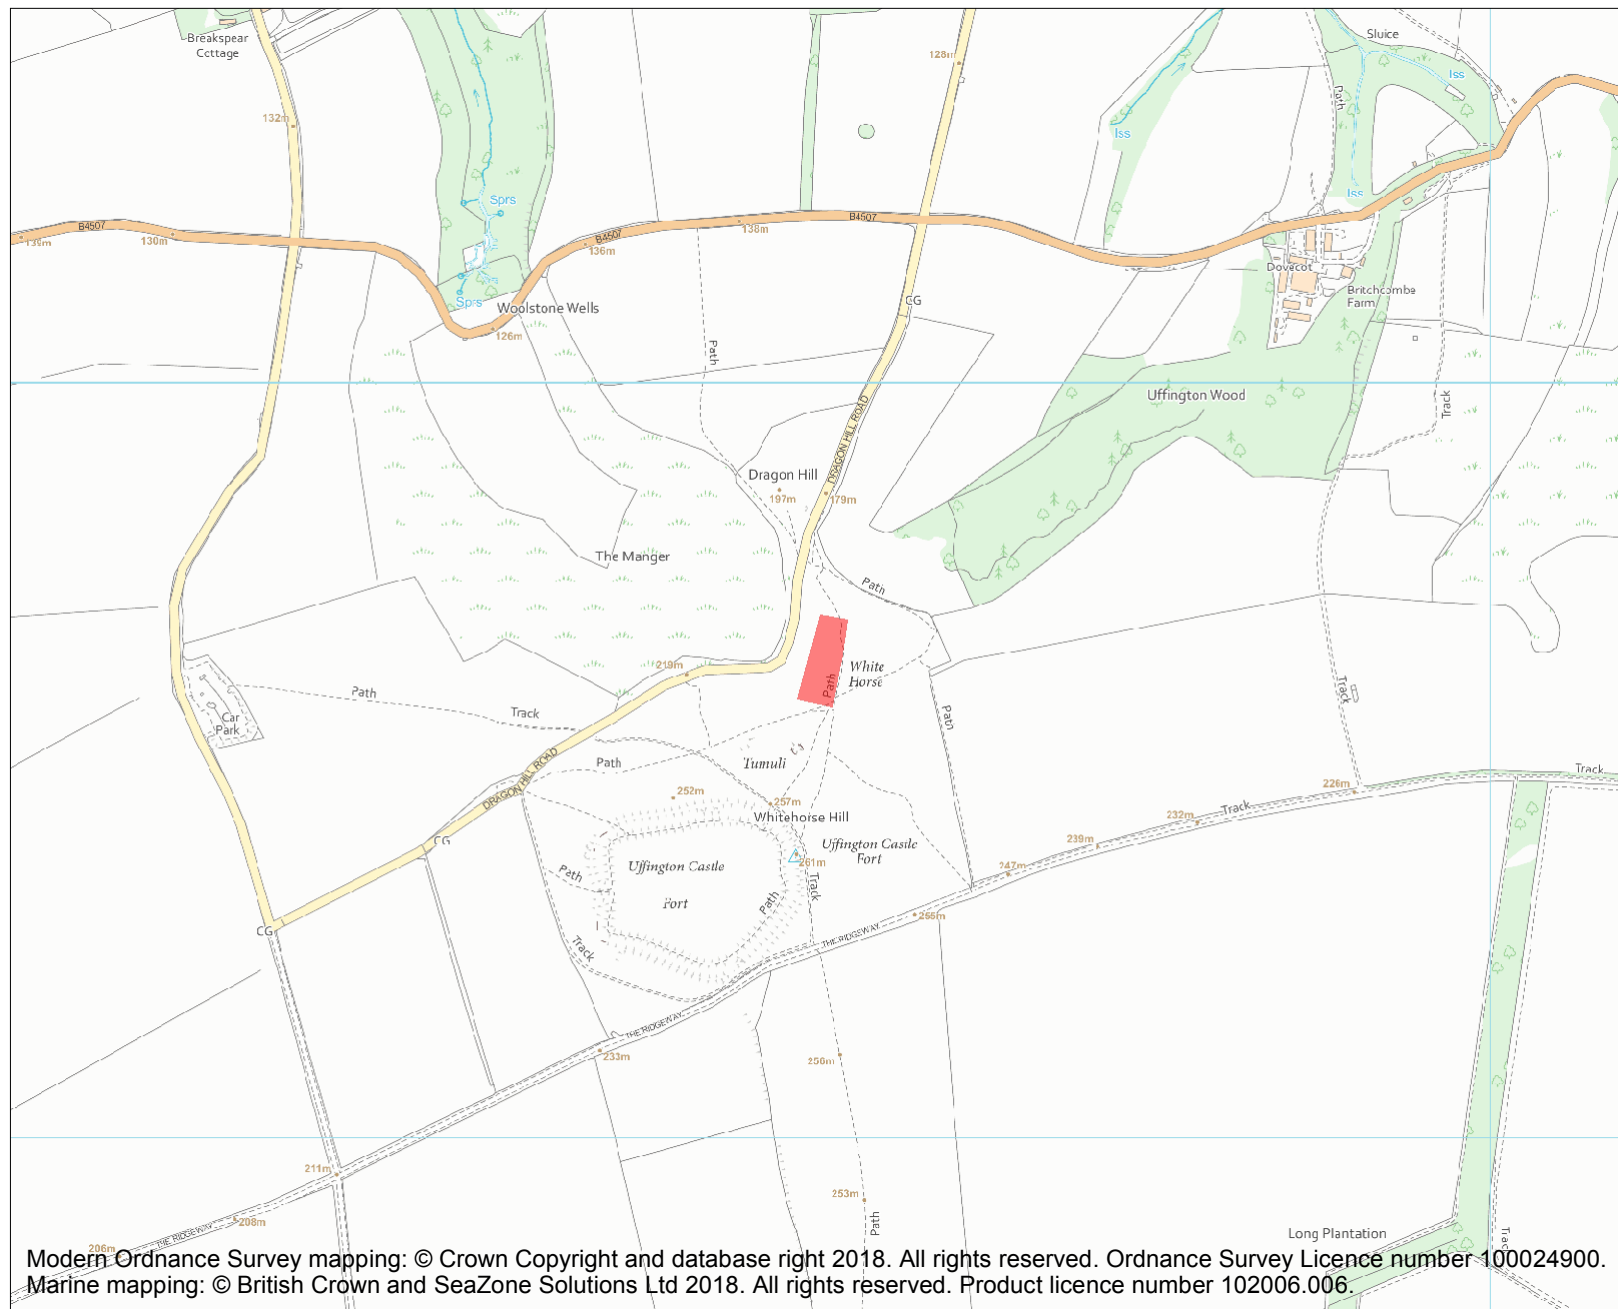 Breakspear
Cottage
128m
Sluice
Iss
Path
132m
Iss
Sprs
Iss
B4507
B4507
B4507
139m
130m
138m
136m
Dovecot
Britchcombe
Farm
Sprs
Woolstone Wells
CG
126m
Path
Uffington Wood
Track
DRAGON HILL ROAD
Dragon Hill
197m
179m
The Manger
Path
219m
White
Horse
Path
Path
Track
Car
Park
Track
Path
DRAGON HILL ROAD
Path
Tumuli
Track
226m
252m
257m
Whitehorse Hill
Track
232m
239m
CG
Uffington Castle
Fort
261m
Uffington Castle
Fort
Path
Path
Track
247m
255m
CG
THE RIDGEWAY
Track
THE RIDGEWAY
233m
250m
211m
253m
Path
208m
THE RIDGEWAY
206m
Long Plantation
Track
Modern Ordnance Survey mapping: © Crown Copyright and database right 2018. All rights reserved. Ordnance Survey Licence number 100024900.
Marine mapping: © British Crown and SeaZone Solutions Ltd 2018. All rights reserved. Product licence number 102006.006.